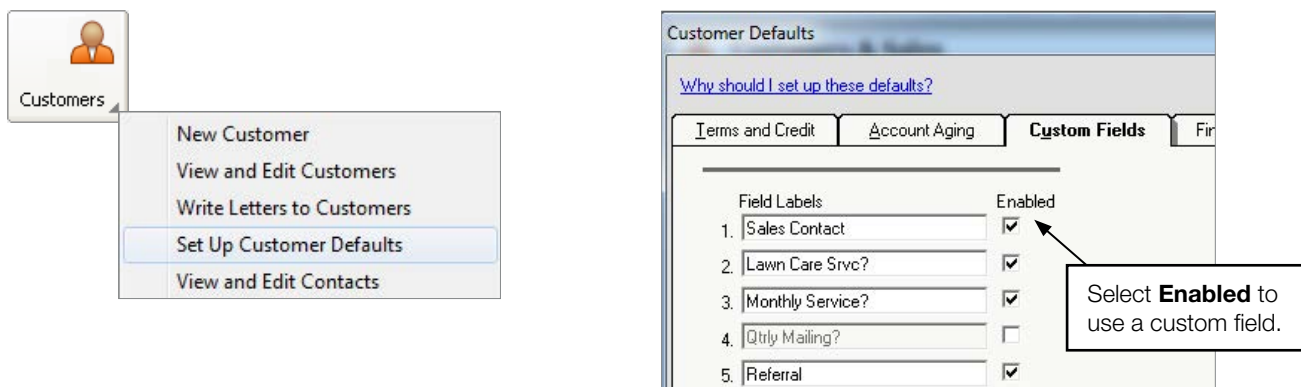 Customers
New Customer
View and Edit Customers
Write Letters to Customers
Set Up Customer Defaults
View and Edit Contacts
Customer Defaults
Why should I set up these defaults?
Terms and Credit Account Aging Custom Fields Fir
Field Labels Enabled
1. Sales Contact
2. Lawn Care Srvc?
3. Monthly Service?
4. Qtrly Mailing?
5. Referral
Select Enabled to
use a custom field.